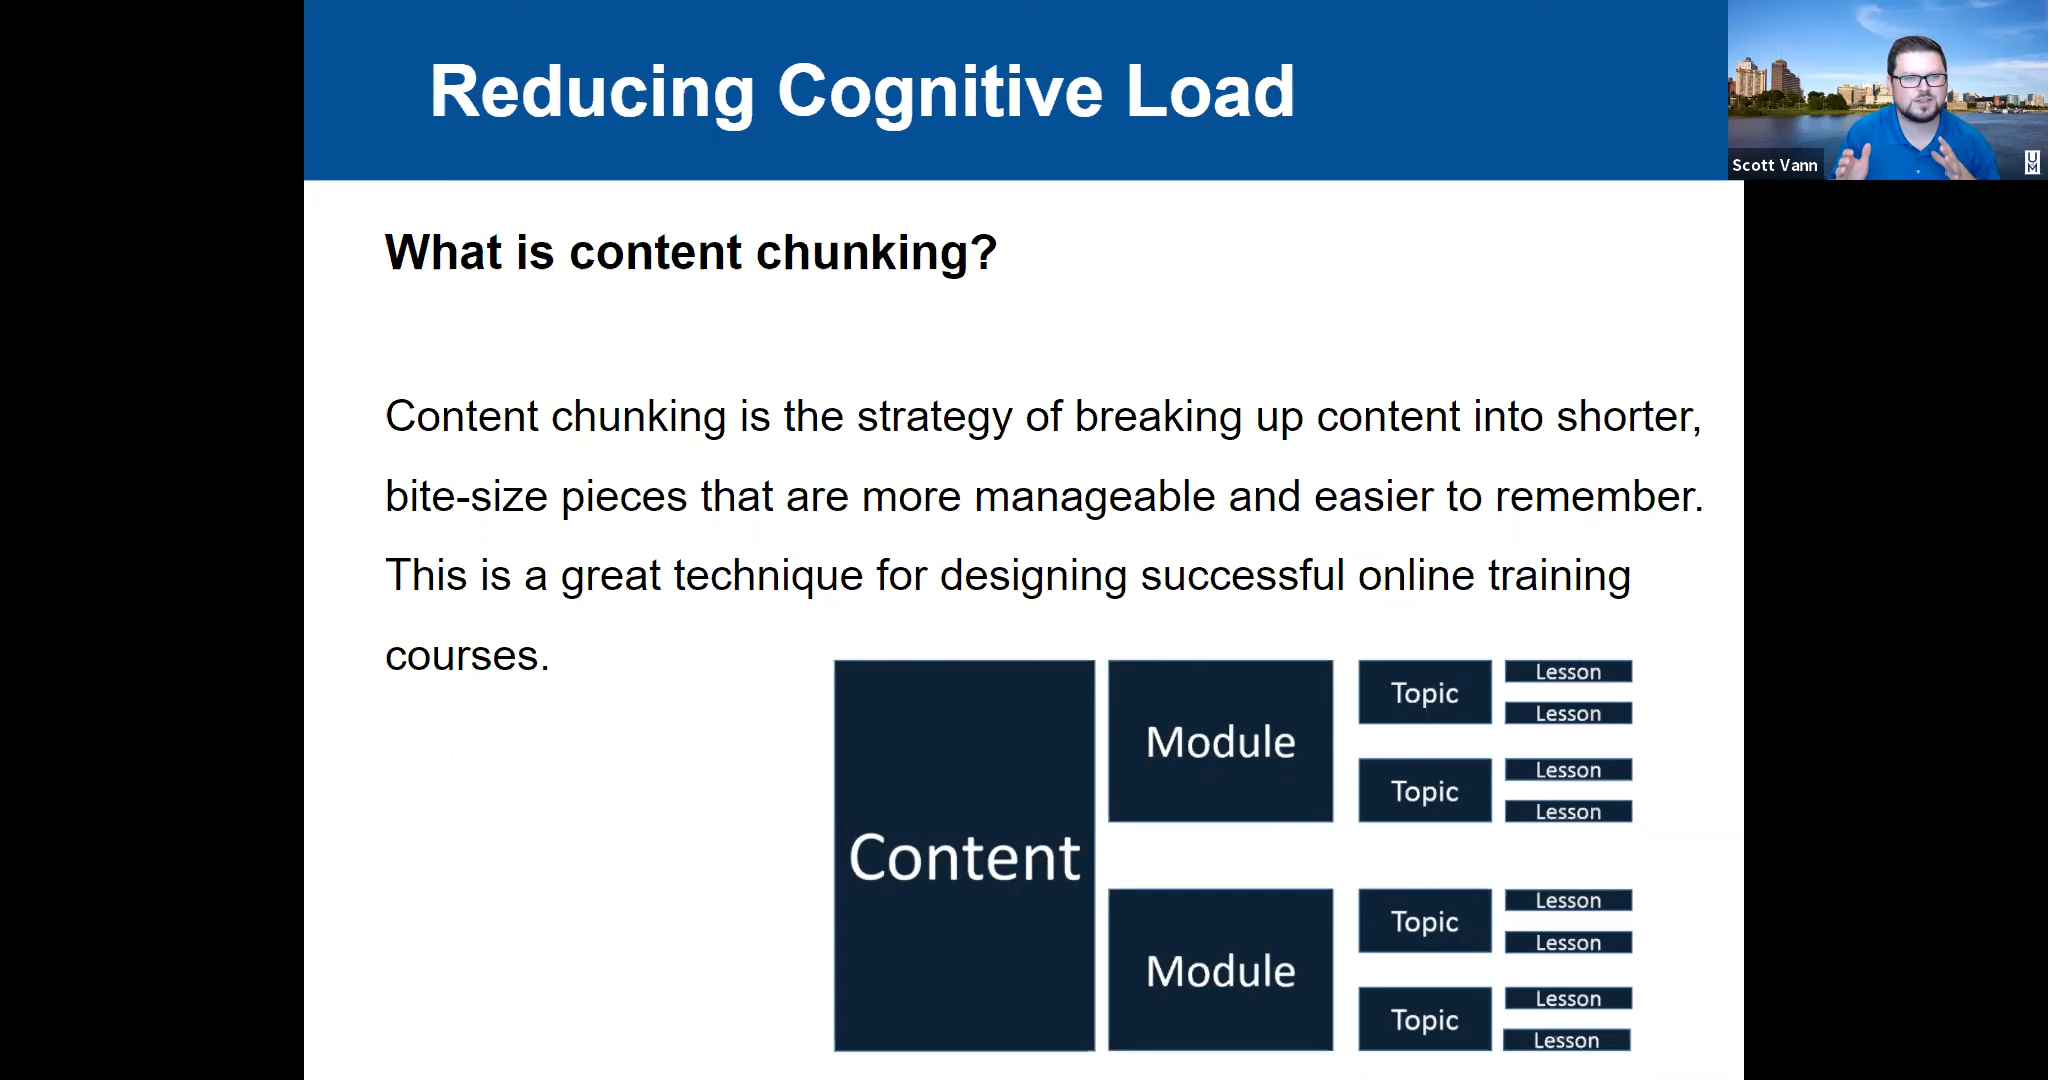 Reducing Cognitive Load
Scott Vann
UM
What is content chunking?
Content chunking is the strategy of breaking up content into shorter,
bite-size pieces that are more manageable and easier to remember.
This is a great technique for designing successful online training
courses.
Content
Module
Topic
Lesson
Lesson
Topic
Lesson
Lesson
Module
Topic
Lesson
Lesson
Topic
Lesson
Lesson